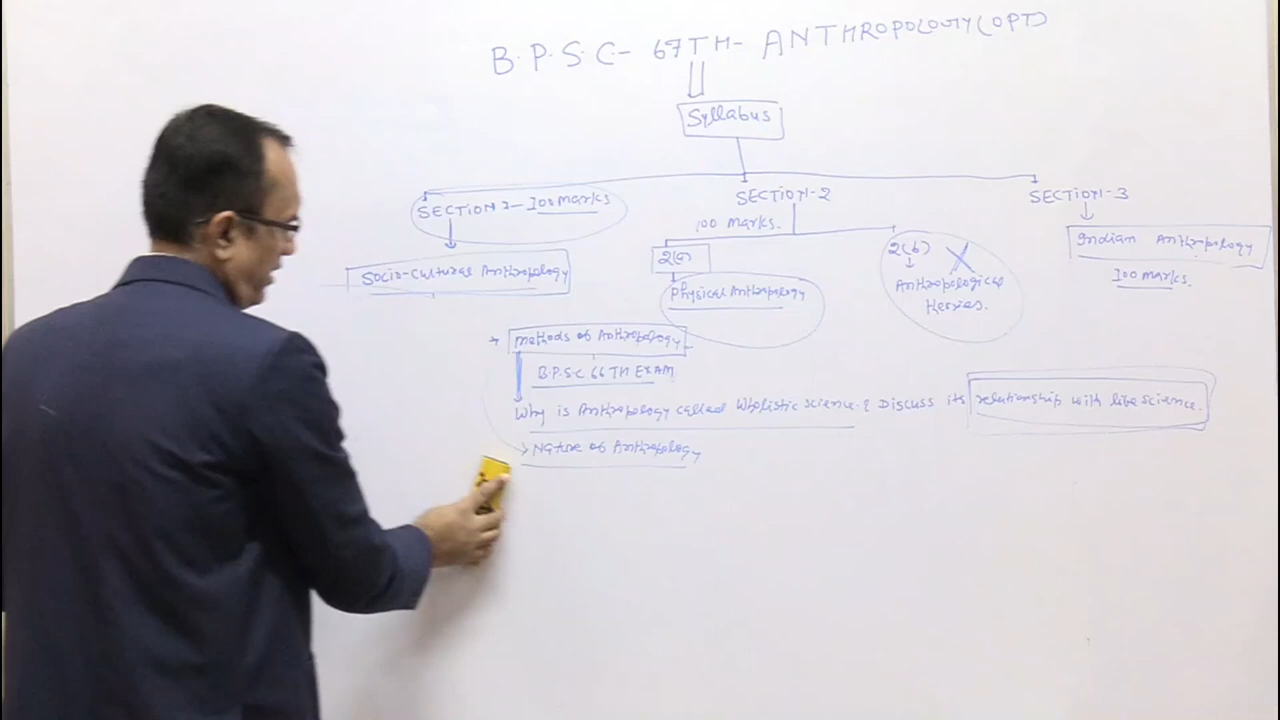 B.P.S.C- 67TH- ANTHROPOLOGY(OPT)
Syllabus
SECTION 1- 100 marks
SECTION-2
SECTION-3
100 marks.
Socio-Cultural Anthropology
2(a)
2(b)
Indian Anthropology
Physical Anthropology
Anthropological
100 marks.
methods of Anthropology
B.P.S.C 66TH EXAM
Why is Anthropology called Wholistic science? Discuss its relationship with life science.
Nature of Anthropology